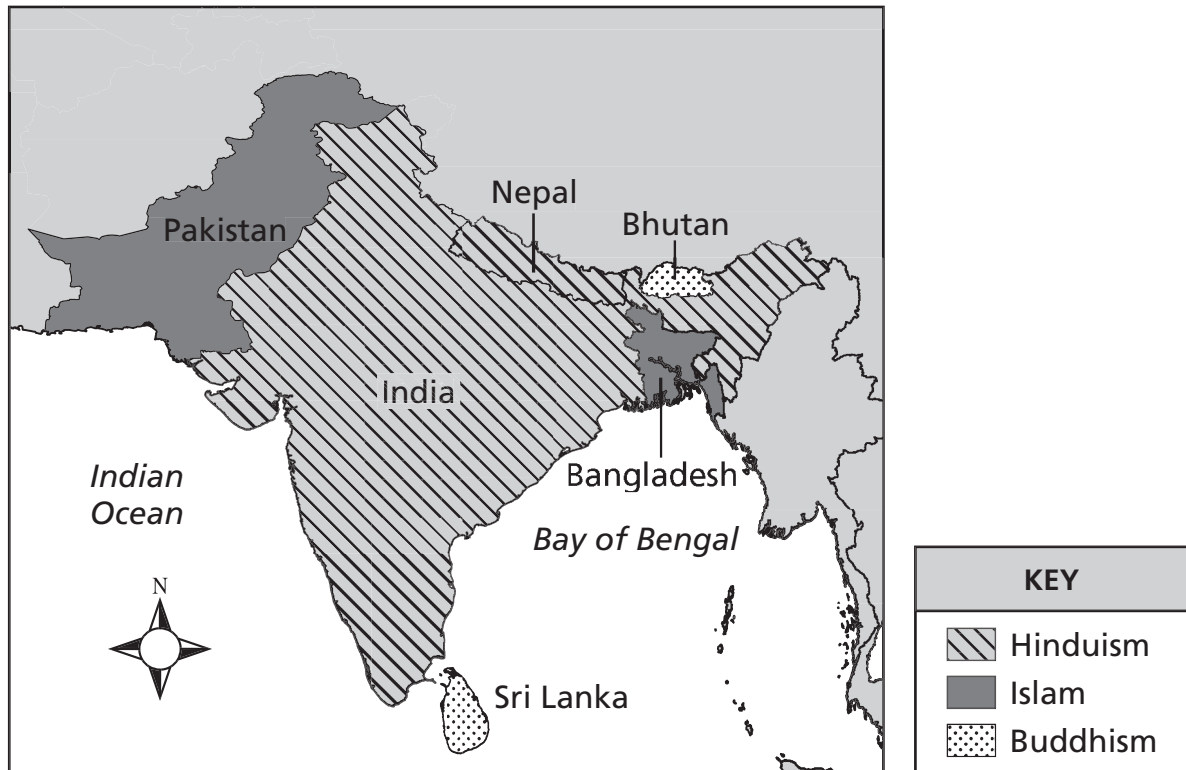 Nepal
Bhutan
Pakistan
India
Bangladesh
Indian
Ocean
Bay of Bengal
N
Sri Lanka
KEY
Hinduism
Islam
Buddhism